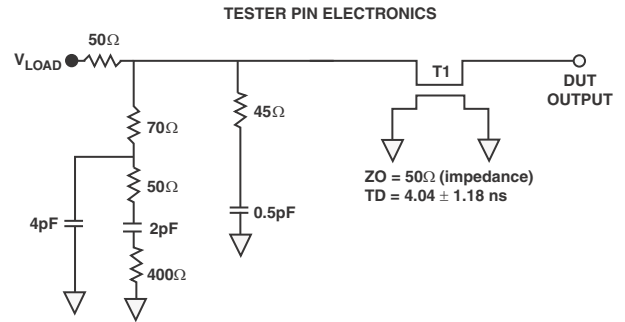 TESTER PIN ELECTRONICS
50Ω
VLOAD
T1
DUT
OUTPUT
70Ω
45Ω
50Ω
ZO = 50Ω (impedance)
TD = 4.04 ± 1.18 ns
4pF
2pF
0.5pF
400Ω